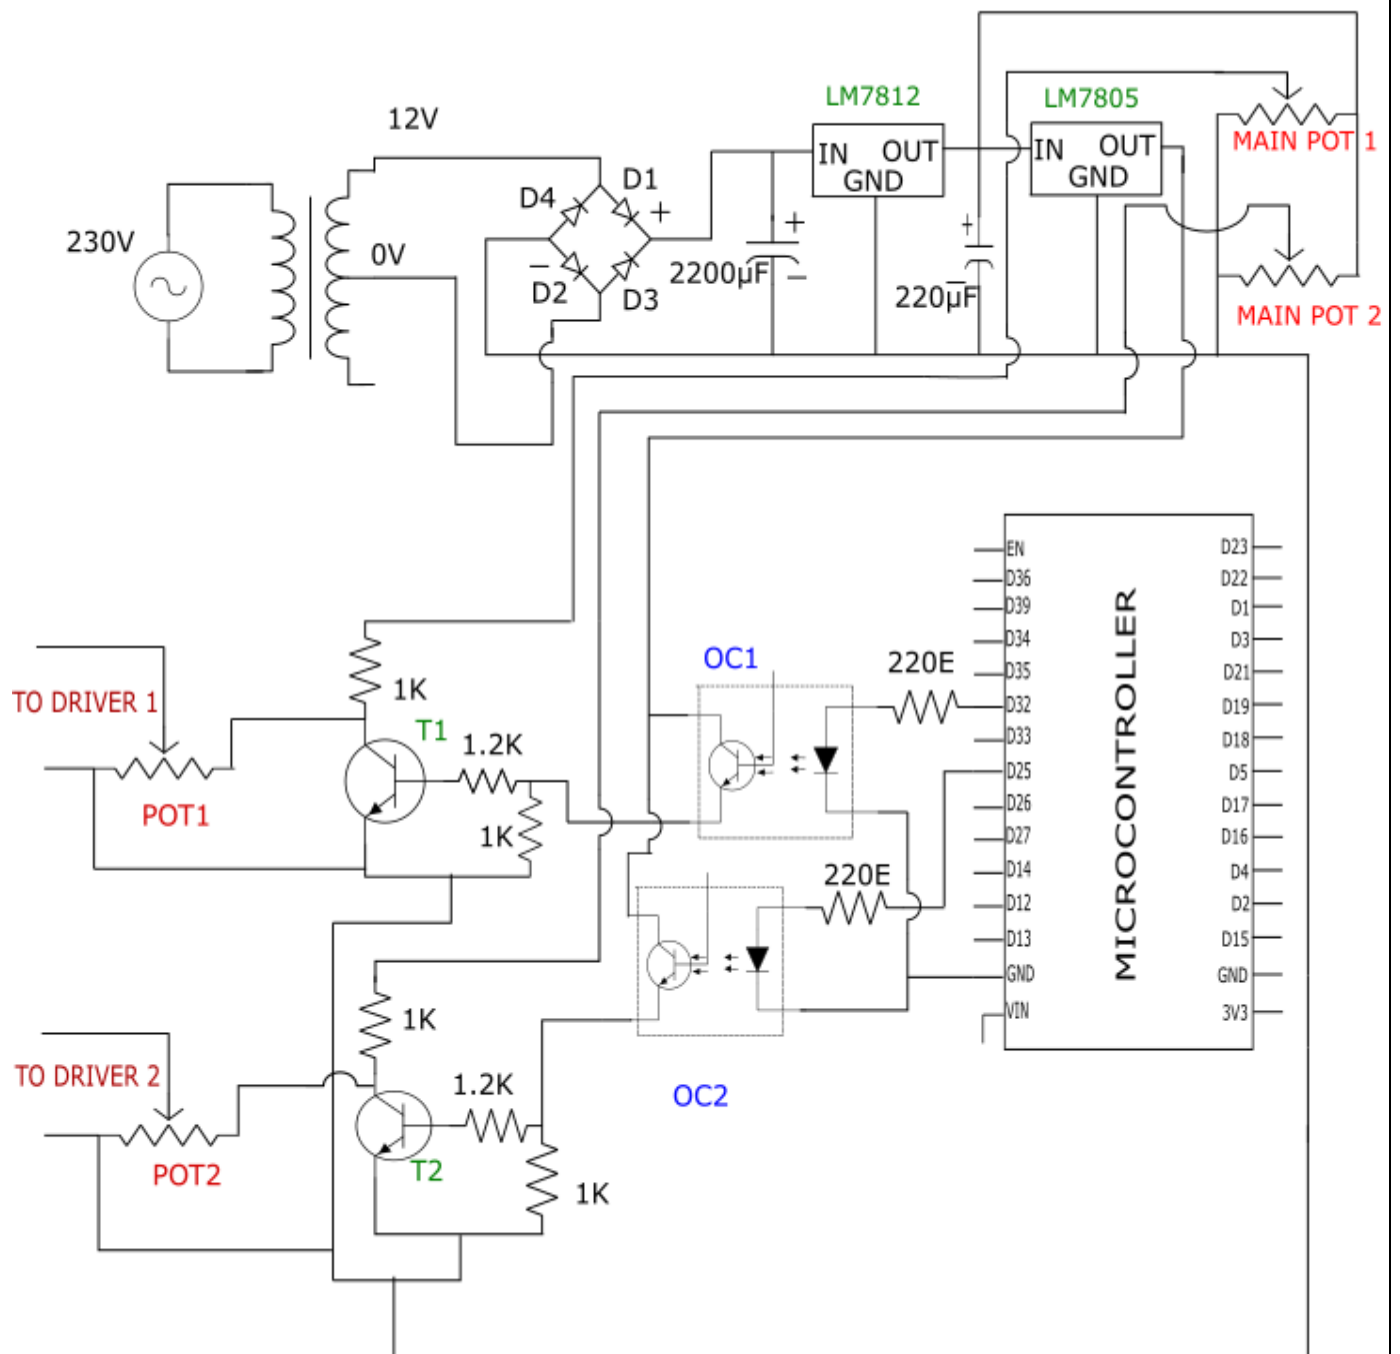 12V
230V
0V
D4
D1
+
−
D2
D3
2200µF
+
−
LM7812
IN
OUT
GND
+
220µF
−
LM7805
IN
OUT
GND
MAIN POT 1
MAIN POT 2
TO DRIVER 1
POT1
1K
T1
1.2K
1K
OC1
220E
220E
OC2
TO DRIVER 2
POT2
1K
1.2K
T2
1K
MICROCONTROLLER
EN
D36
D39
D34
D35
D32
D33
D25
D26
D27
D14
D12
D13
GND
VIN
D23
D22
D1
D3
D21
D19
D18
D5
D17
D16
D4
D2
D15
GND
3V3